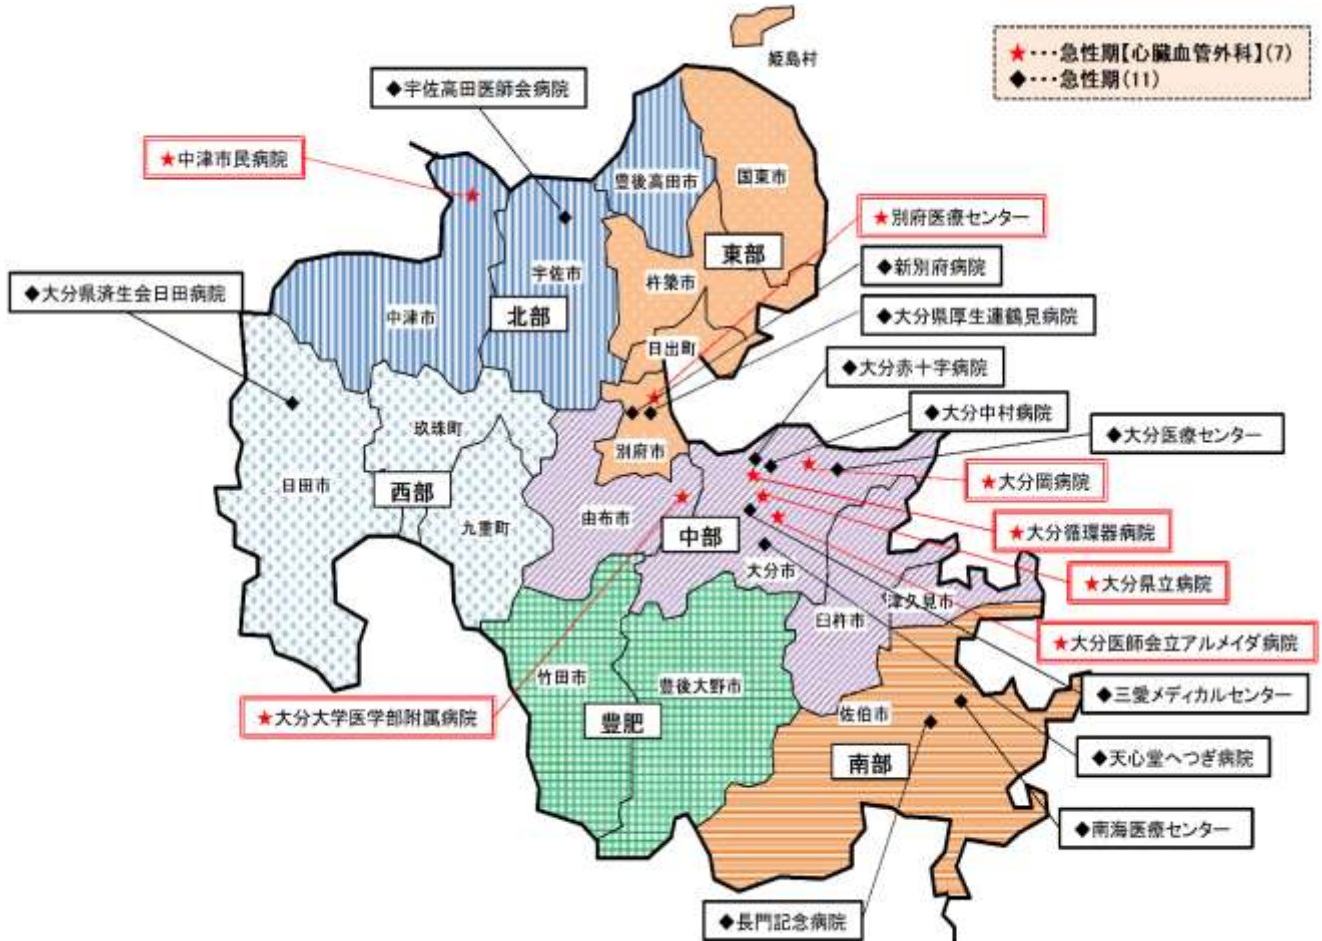 姫島村
★・・・急性期【心臓血管外科】(7)
◆・・・急性期(11)
◆宇佐高田医師会病院
★中津市民病院
豊後高田市
国東市
★別府医療センター
東部
◆新別府病院
宇佐市
杵築市
◆大分県済生会日田病院
中津市
北部
◆大分県厚生連鶴見病院
日出町
◆大分赤十字病院
◆大分中村病院
玖珠町
◆大分医療センター
別府市
日田市
西部
★大分岡病院
由布市
九重町
中部
★大分循環器病院
大分市
★大分県立病院
津久見市
臼杵市
★大分医師会立アルメイダ病院
竹田市
豊後大野市
◆三愛メディカルセンター
★大分大学医学部附属病院
豊肥
佐伯市
南部
◆天心堂へつぎ病院
◆南海医療センター
◆長門記念病院